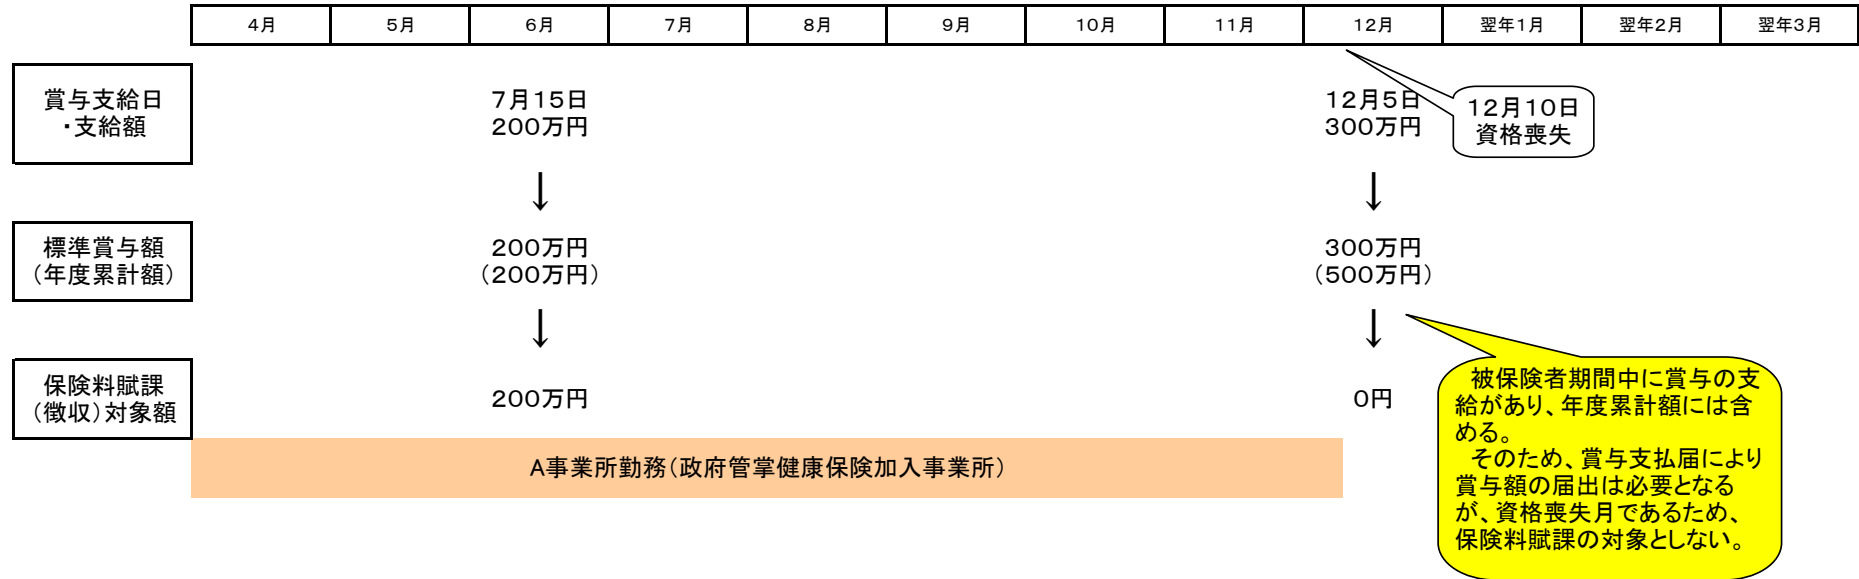 4月 5月 6月 7月 8月 9月 10月 11月 12月 翌年1月 翌年2月 翌年3月
賞与支給日
・支給額
7月15日
200万円
12月5日
300万円
12月10日
資格喪失
↓ ↓
標準賞与額
(年度累計額)
200万円
(200万円)
300万円
(500万円)
↓ ↓
保険料賦課
(徴収)対象額
200万円
0円
被保険者期間中に賞与の支
給があり、年度累計額には含
める。
そのため、賞与支払届により
賞与額の届出は必要となる
が、資格喪失月であるため、
保険料賦課の対象としない。
A事業所勤務(政府管掌健康保険加入事業所)